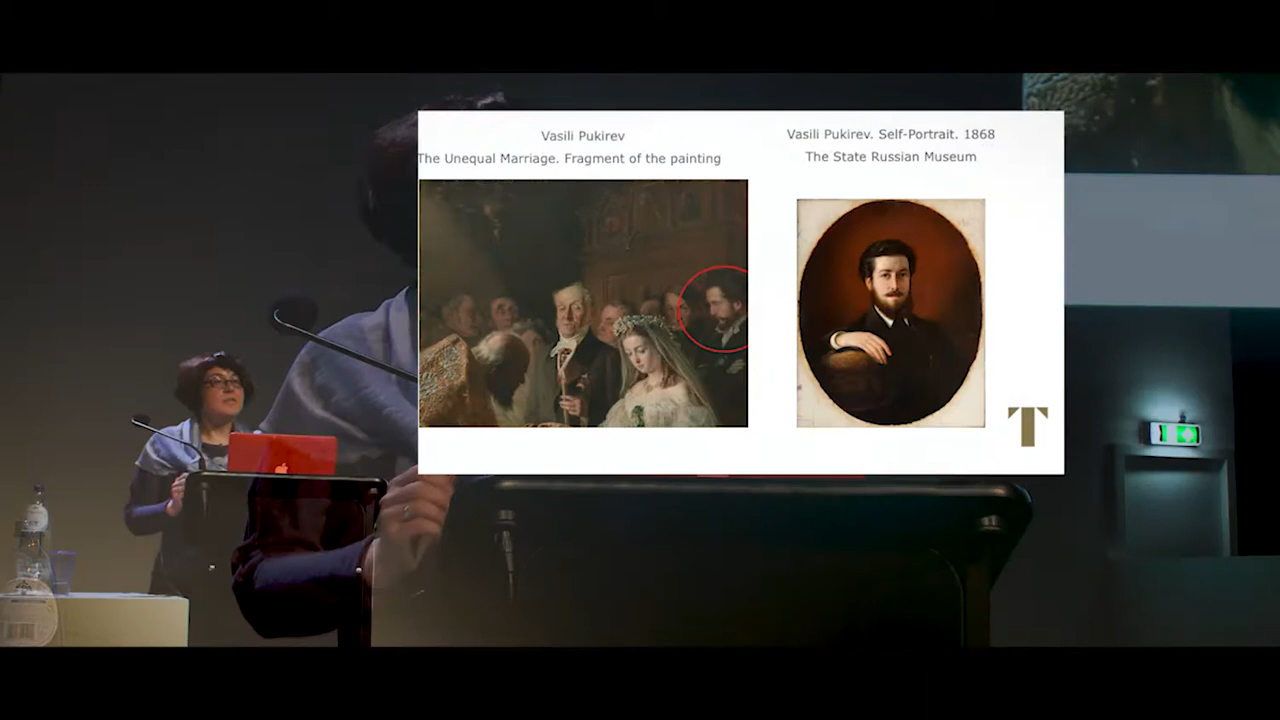 Vasili Pukirev
The Unequal Marriage. Fragment of the painting
Vasili Pukirev. Self-Portrait. 1868
The State Russian Museum
T